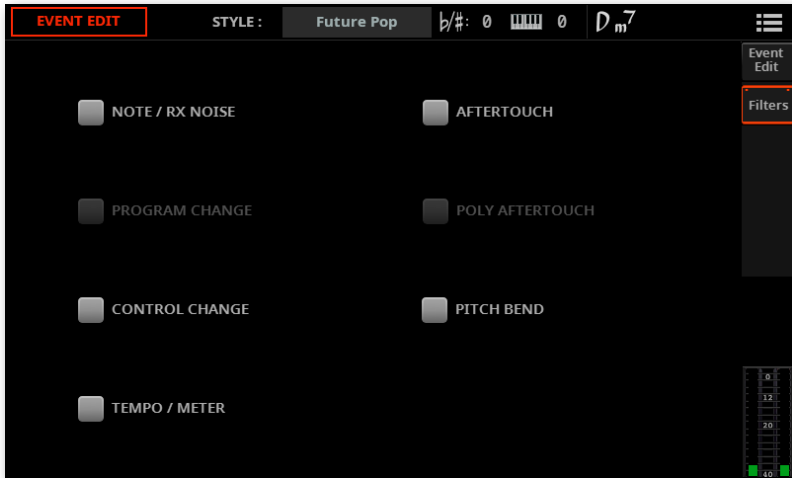 EVENT EDIT STYLE : Future Pop ♭/#: 0 0 Dm7
Event
Edit
NOTE / RX NOISE AFTERTOUCH
Filters
PROGRAM CHANGE POLY AFTERTOUCH
CONTROL CHANGE PITCH BEND
0
12
TEMPO / METER
20
40